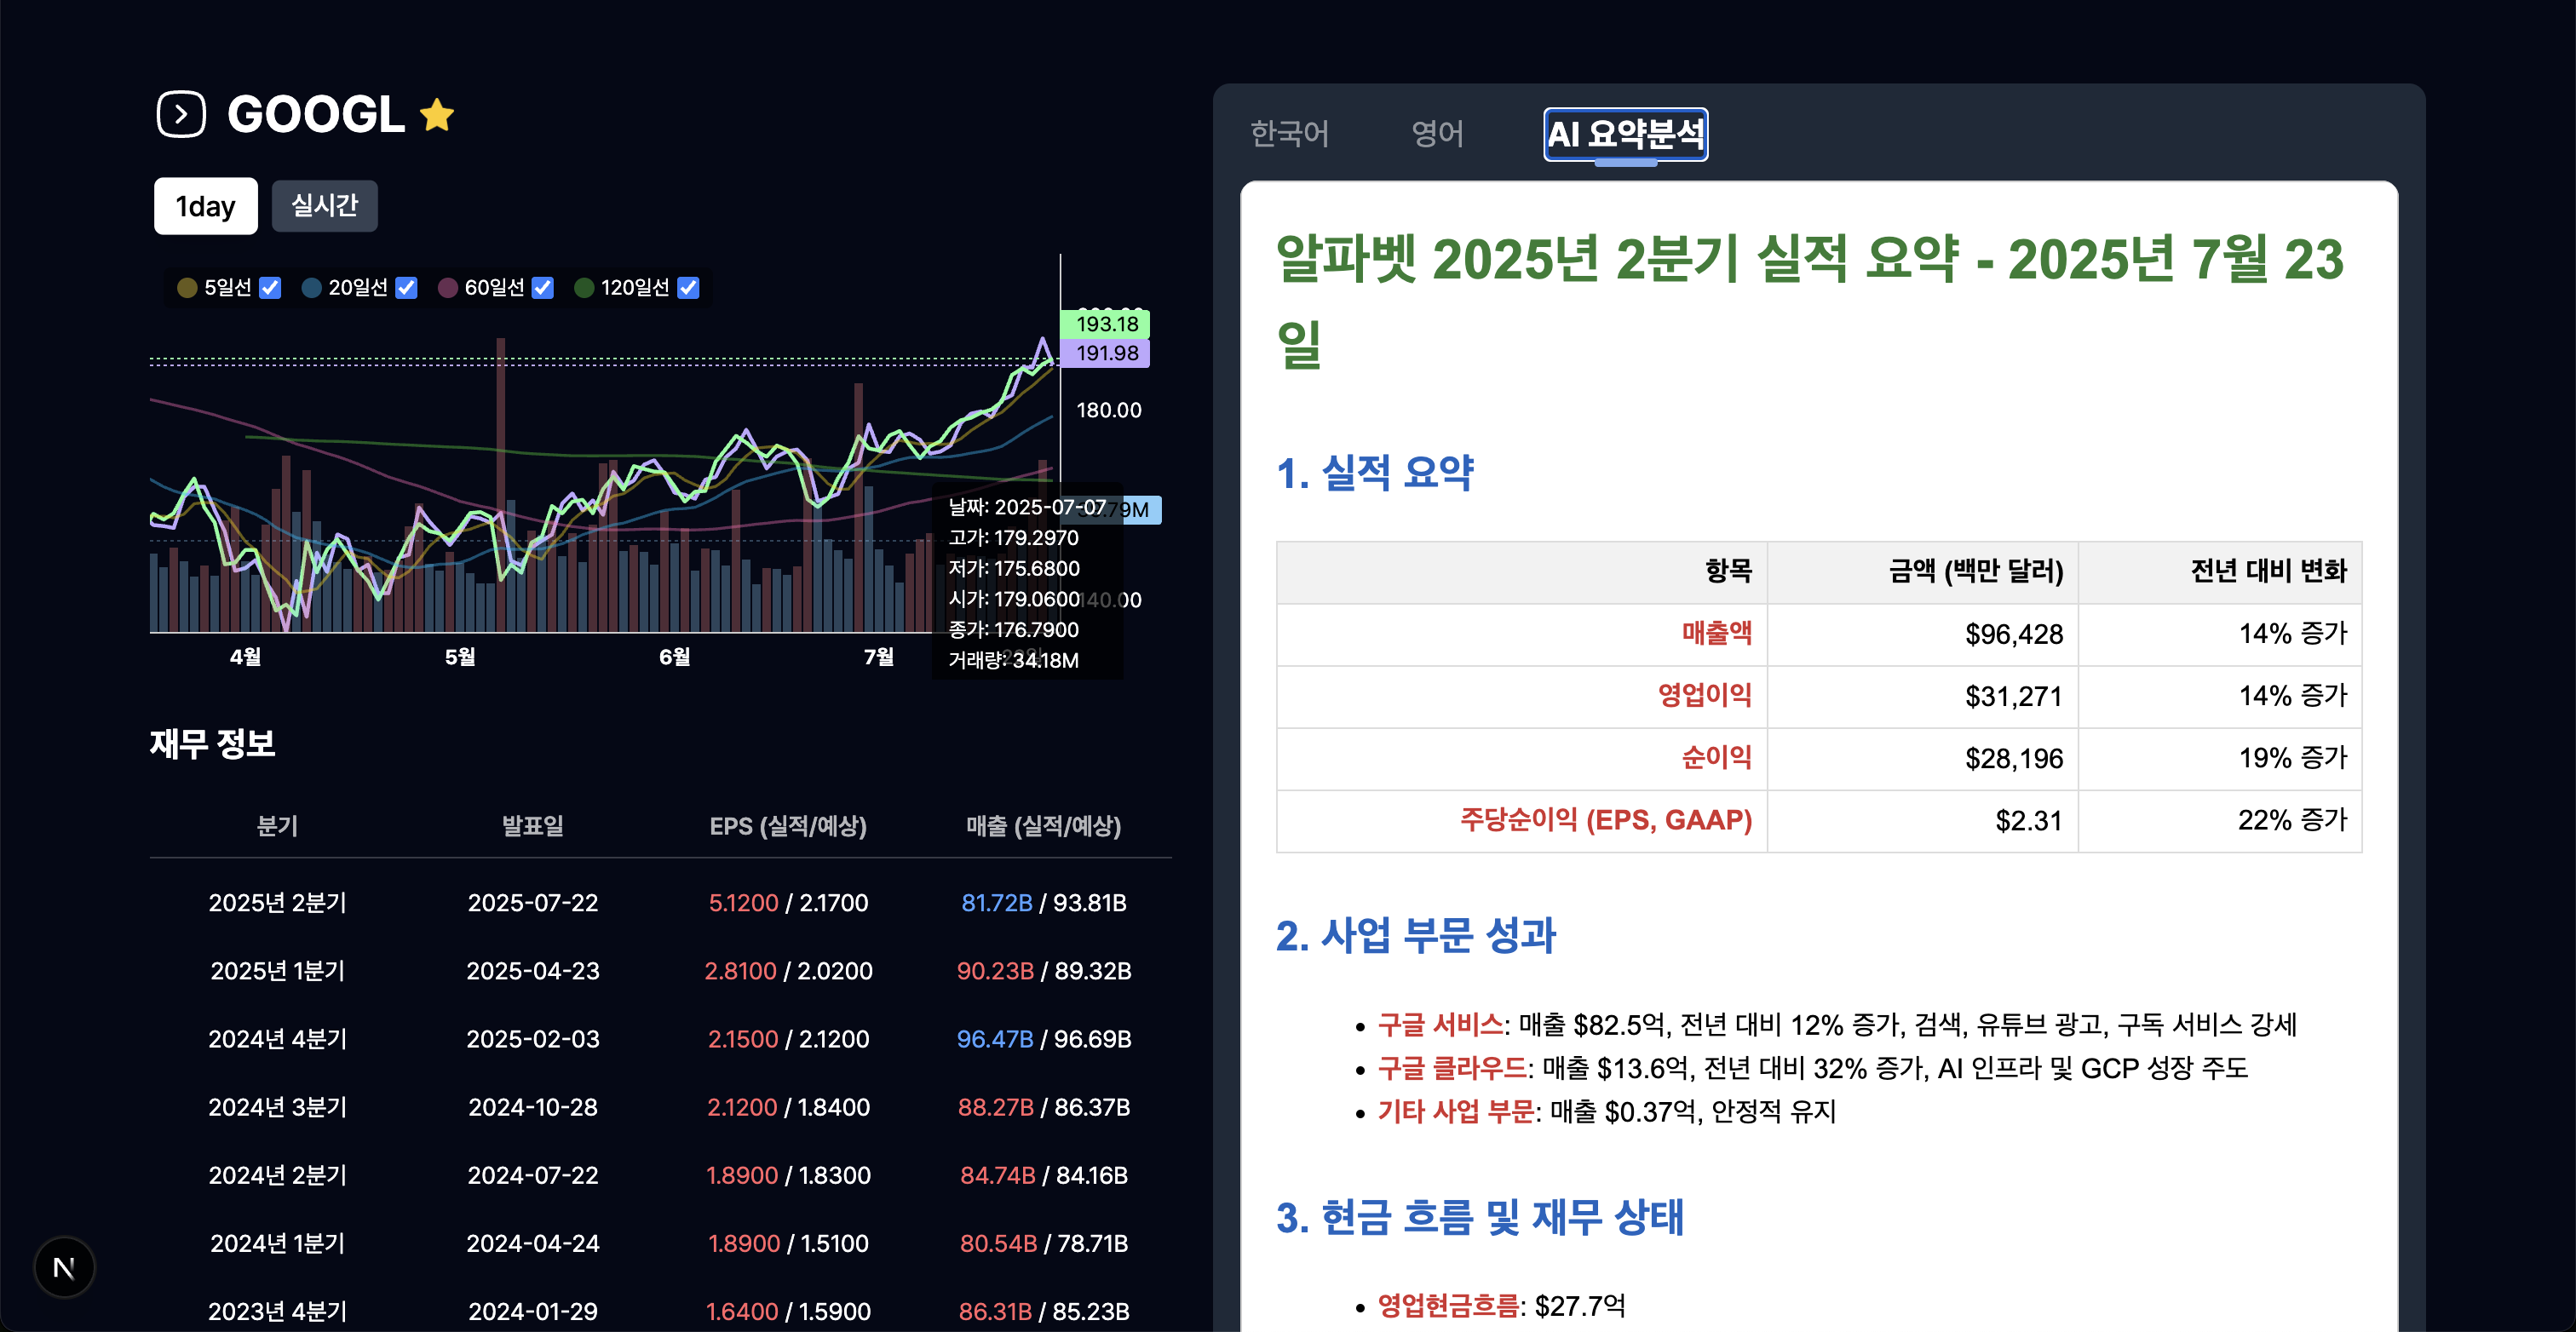 GOOGL
1day 실시간
5일선 20일선 60일선 120일선
193.18
191.98
180.00
날짜: 2025-07-07
고가: 179.2970
저가: 175.6800
시가: 179.0600
종가: 176.7900
거래량: 34.18M
79M
140.00
4월 5월 6월 7월
재무 정보
분기 발표일 EPS (실적/예상) 매출 (실적/예상)
2025년 2분기 2025-07-22 5.1200 / 2.1700 81.72B / 93.81B
2025년 1분기 2025-04-23 2.8100 / 2.0200 90.23B / 89.32B
2024년 4분기 2025-02-03 2.1500 / 2.1200 96.47B / 96.69B
2024년 3분기 2024-10-28 2.1200 / 1.8400 88.27B / 86.37B
2024년 2분기 2024-07-22 1.8900 / 1.8300 84.74B / 84.16B
2024년 1분기 2024-04-24 1.8900 / 1.5100 80.54B / 78.71B
2023년 4분기 2024-01-29 1.6400 / 1.5900 86.31B / 85.23B
N
한국어 영어 AI 요약분석
알파벳 2025년 2분기 실적 요약 - 2025년 7월 23
일
1. 실적 요약
항목 금액 (백만 달러) 전년 대비 변화
매출액 $96,428 14% 증가
영업이익 $31,271 14% 증가
순이익 $28,196 19% 증가
주당순이익 (EPS, GAAP) $2.31 22% 증가
2. 사업 부문 성과
• 구글 서비스: 매출 $82.5억, 전년 대비 12% 증가, 검색, 유튜브 광고, 구독 서비스 강세
• 구글 클라우드: 매출 $13.6억, 전년 대비 32% 증가, AI 인프라 및 GCP 성장 주도
• 기타 사업 부문: 매출 $0.37억, 안정적 유지
3. 현금 흐름 및 재무 상태
• 영업현금흐름: $27.7억